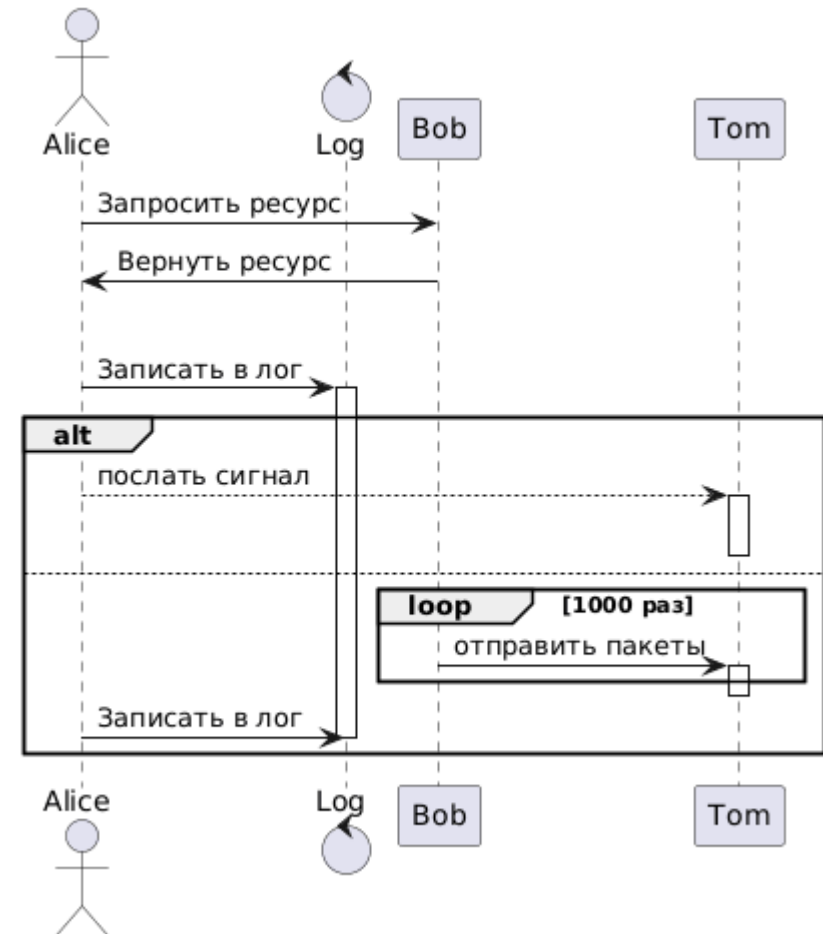 Alice
Log
Bob
Tom
Запросить ресурс
Вернуть ресурс
Записать в лог
alt
послать сигнал
loop [1000 раз]
отправить пакеты
Записать в лог
Alice
Log
Bob
Tom